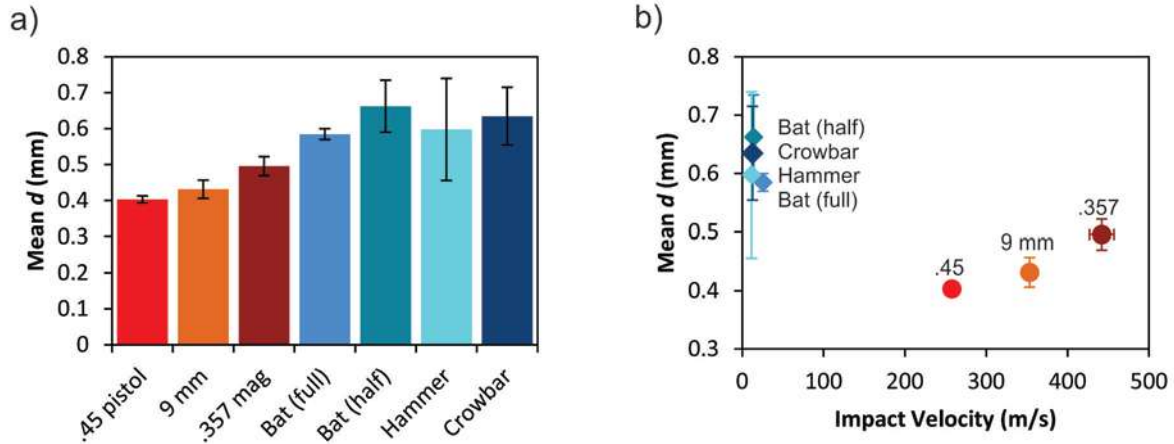 a)
Mean d (mm)
0.8
0.7
0.6
0.5
0.4
0.3
0.2
0.1
0
.45 pistol
9 mm
.357 mag
Bat (full)
Bat (half)
Hammer
Crowbar
b)
Mean d (mm)
0.8
0.7
0.6
0.5
0.4
0.3
Bat (half)
Crowbar
Hammer
Bat (full)
.45
9 mm
.357
0
100
200
300
400
500
Impact Velocity (m/s)